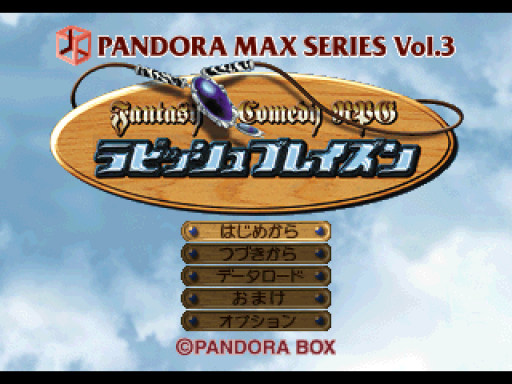 PANDORA MAX SERIES Vol.3
Fantasy Comedy RPG
ラビッシュブレイズン
はじめから
つづきから
データロード
おまけ
オプション
©PANDORA BOX